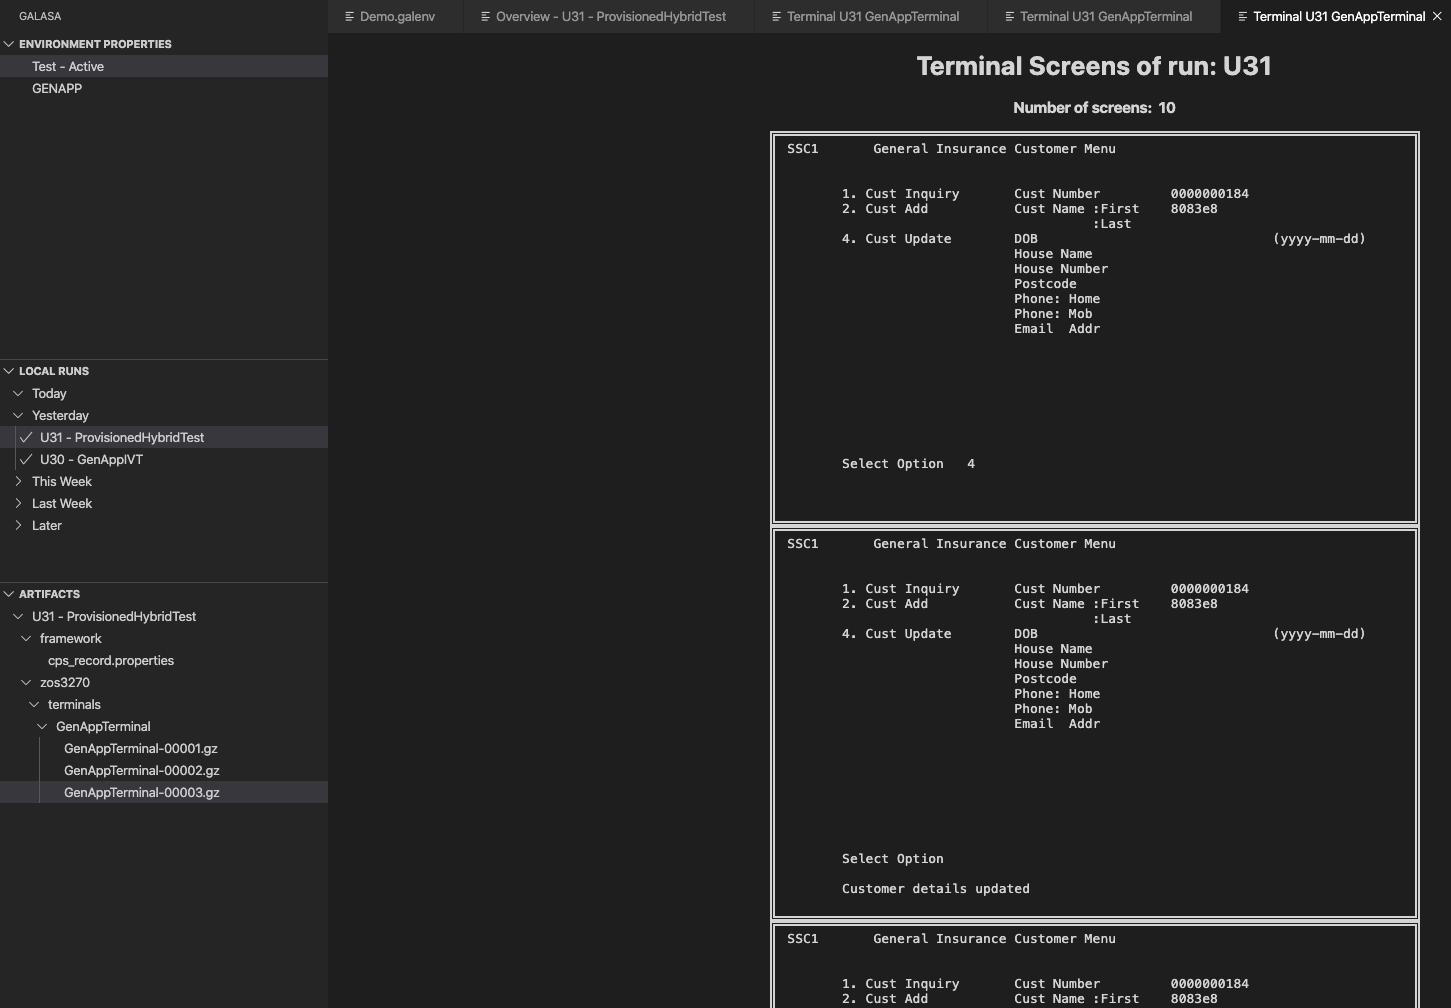 GALASA
ENVIRONMENT PROPERTIES
Test - Active
GENAPP
LOCAL RUNS
Today
Yesterday
U31 - ProvisionedHybridTest
U30 - GenAppIVT
This Week
Last Week
Later
ARTIFACTS
U31 - ProvisionedHybridTest
framework
cps_record.properties
zos3270
terminals
GenAppTerminal
GenAppTerminal-00001.gz
GenAppTerminal-00002.gz
GenAppTerminal-00003.gz
Demo.galenv Overview - U31 - ProvisionedHybridTest Terminal U31 GenAppTerminal Terminal U31 GenAppTerminal Terminal U31 GenAppTerminal
Terminal Screens of run: U31
Number of screens: 10
SSC1 General Insurance Customer Menu
1. Cust Inquiry Cust Number 0000000184
2. Cust Add Cust Name :First 8083e8
:Last
4. Cust Update DOB (yyyy-mm-dd)
House Name
House Number
Postcode
Phone: Home
Phone: Mob
Email Addr
Select Option 4
SSC1 General Insurance Customer Menu
1. Cust Inquiry Cust Number 0000000184
2. Cust Add Cust Name :First 8083e8
:Last
4. Cust Update DOB (yyyy-mm-dd)
House Name
House Number
Postcode
Phone: Home
Phone: Mob
Email Addr
Select Option
Customer details updated
SSC1 General Insurance Customer Menu
1. Cust Inquiry Cust Number 0000000184
2. Cust Add Cust Name :First 8083e8